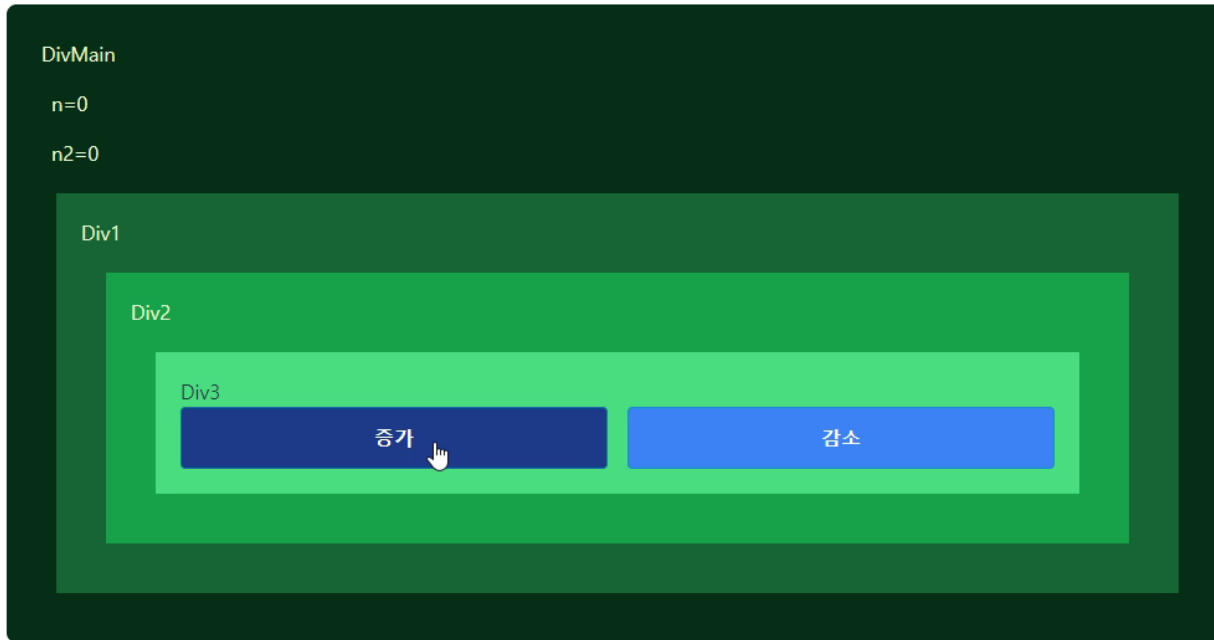 DivMain
n=0
n2=0
Div1
Div2
Div3
증가 감소